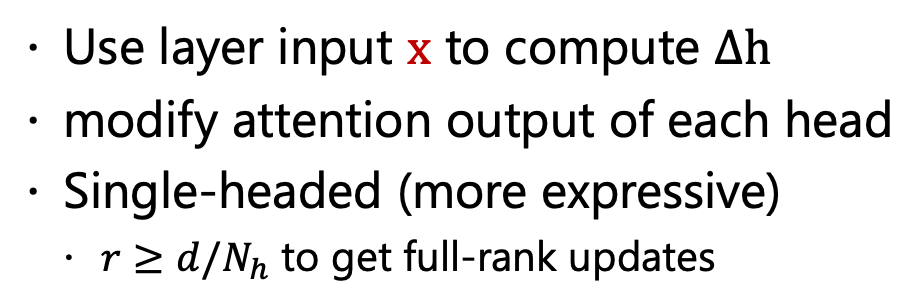 · Use layer input x to compute Δh
· modify attention output of each head
· Single-headed (more expressive)
· r ≥ d/Nₕ to get full-rank updates